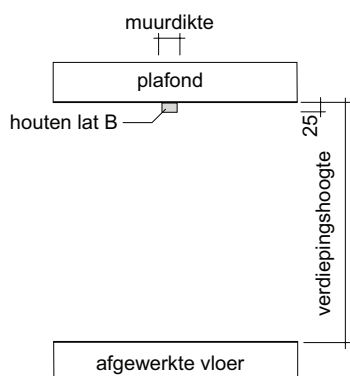 muurdikte
plafond
houten lat B
25
verdiepingshoogte
afgewerkte vloer